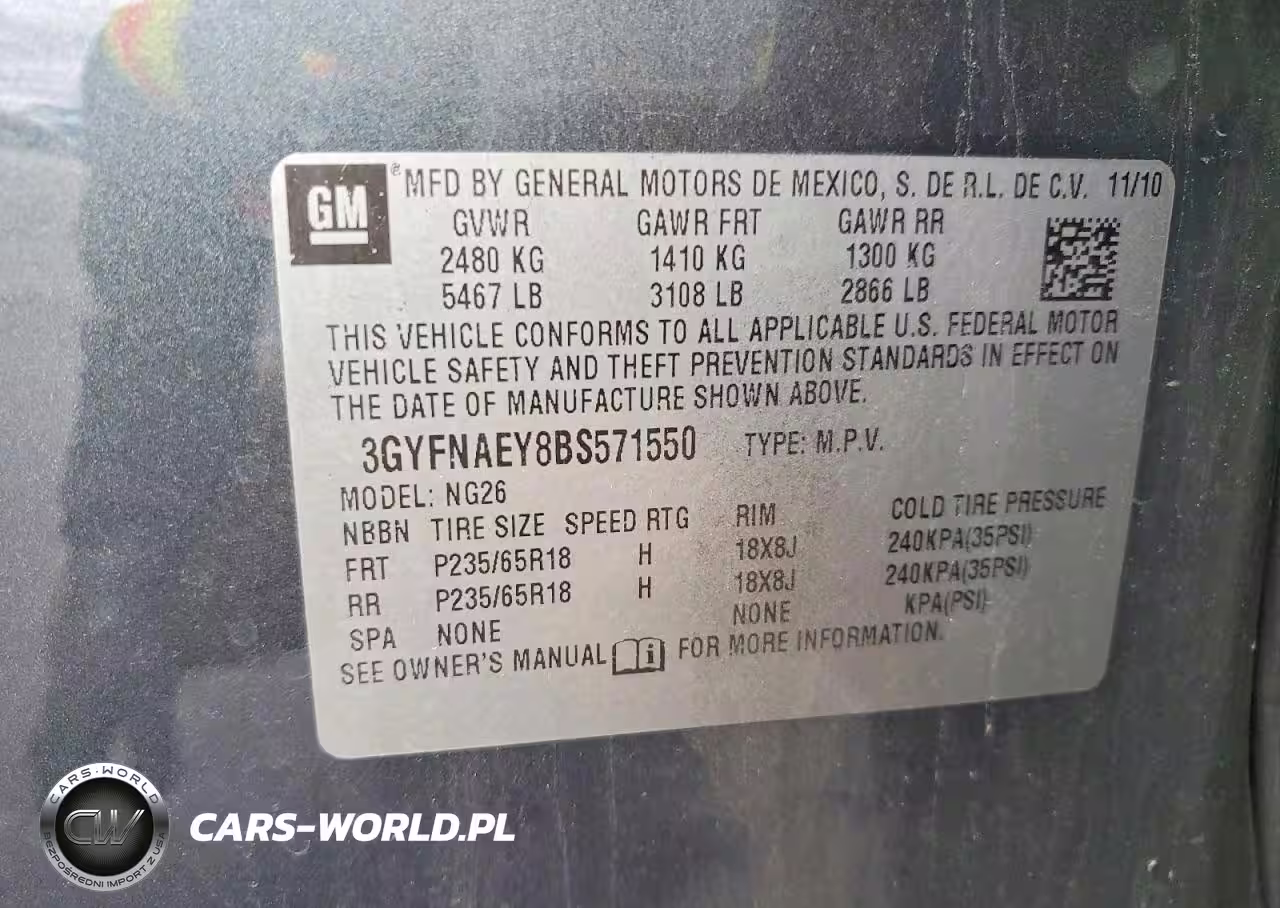 GM ® MFD BY GENERAL MOTORS DE MEXICO, S. DE R.L. DE C.V. 11/10
GVWR GAWR FRT GAWR RR
2480 KG 1410 KG 1300 KG
5467 LB 3108 LB 2866 LB
THIS VEHICLE CONFORMS TO ALL APPLICABLE U.S. FEDERAL MOTOR
VEHICLE SAFETY AND THEFT PREVENTION STANDARDS IN EFFECT ON
THE DATE OF MANUFACTURE SHOWN ABOVE.
3GYFNAEY8BS571550 TYPE: M.P.V.
MODEL: NG26
NBBN TIRE SIZE SPEED RTG RIM COLD TIRE PRESSURE
FRT P235/65R18 H 18X8J 240KPA(35PSI)
RR P235/65R18 H 18X8J 240KPA(35PSI)
SPA NONE NONE KPA(PSI)
SEE OWNER'S MANUAL i FOR MORE INFORMATION.
CARS-WORLD
CW
BEZPOŚREDNI IMPORT Z USA
CARS-WORLD.PL